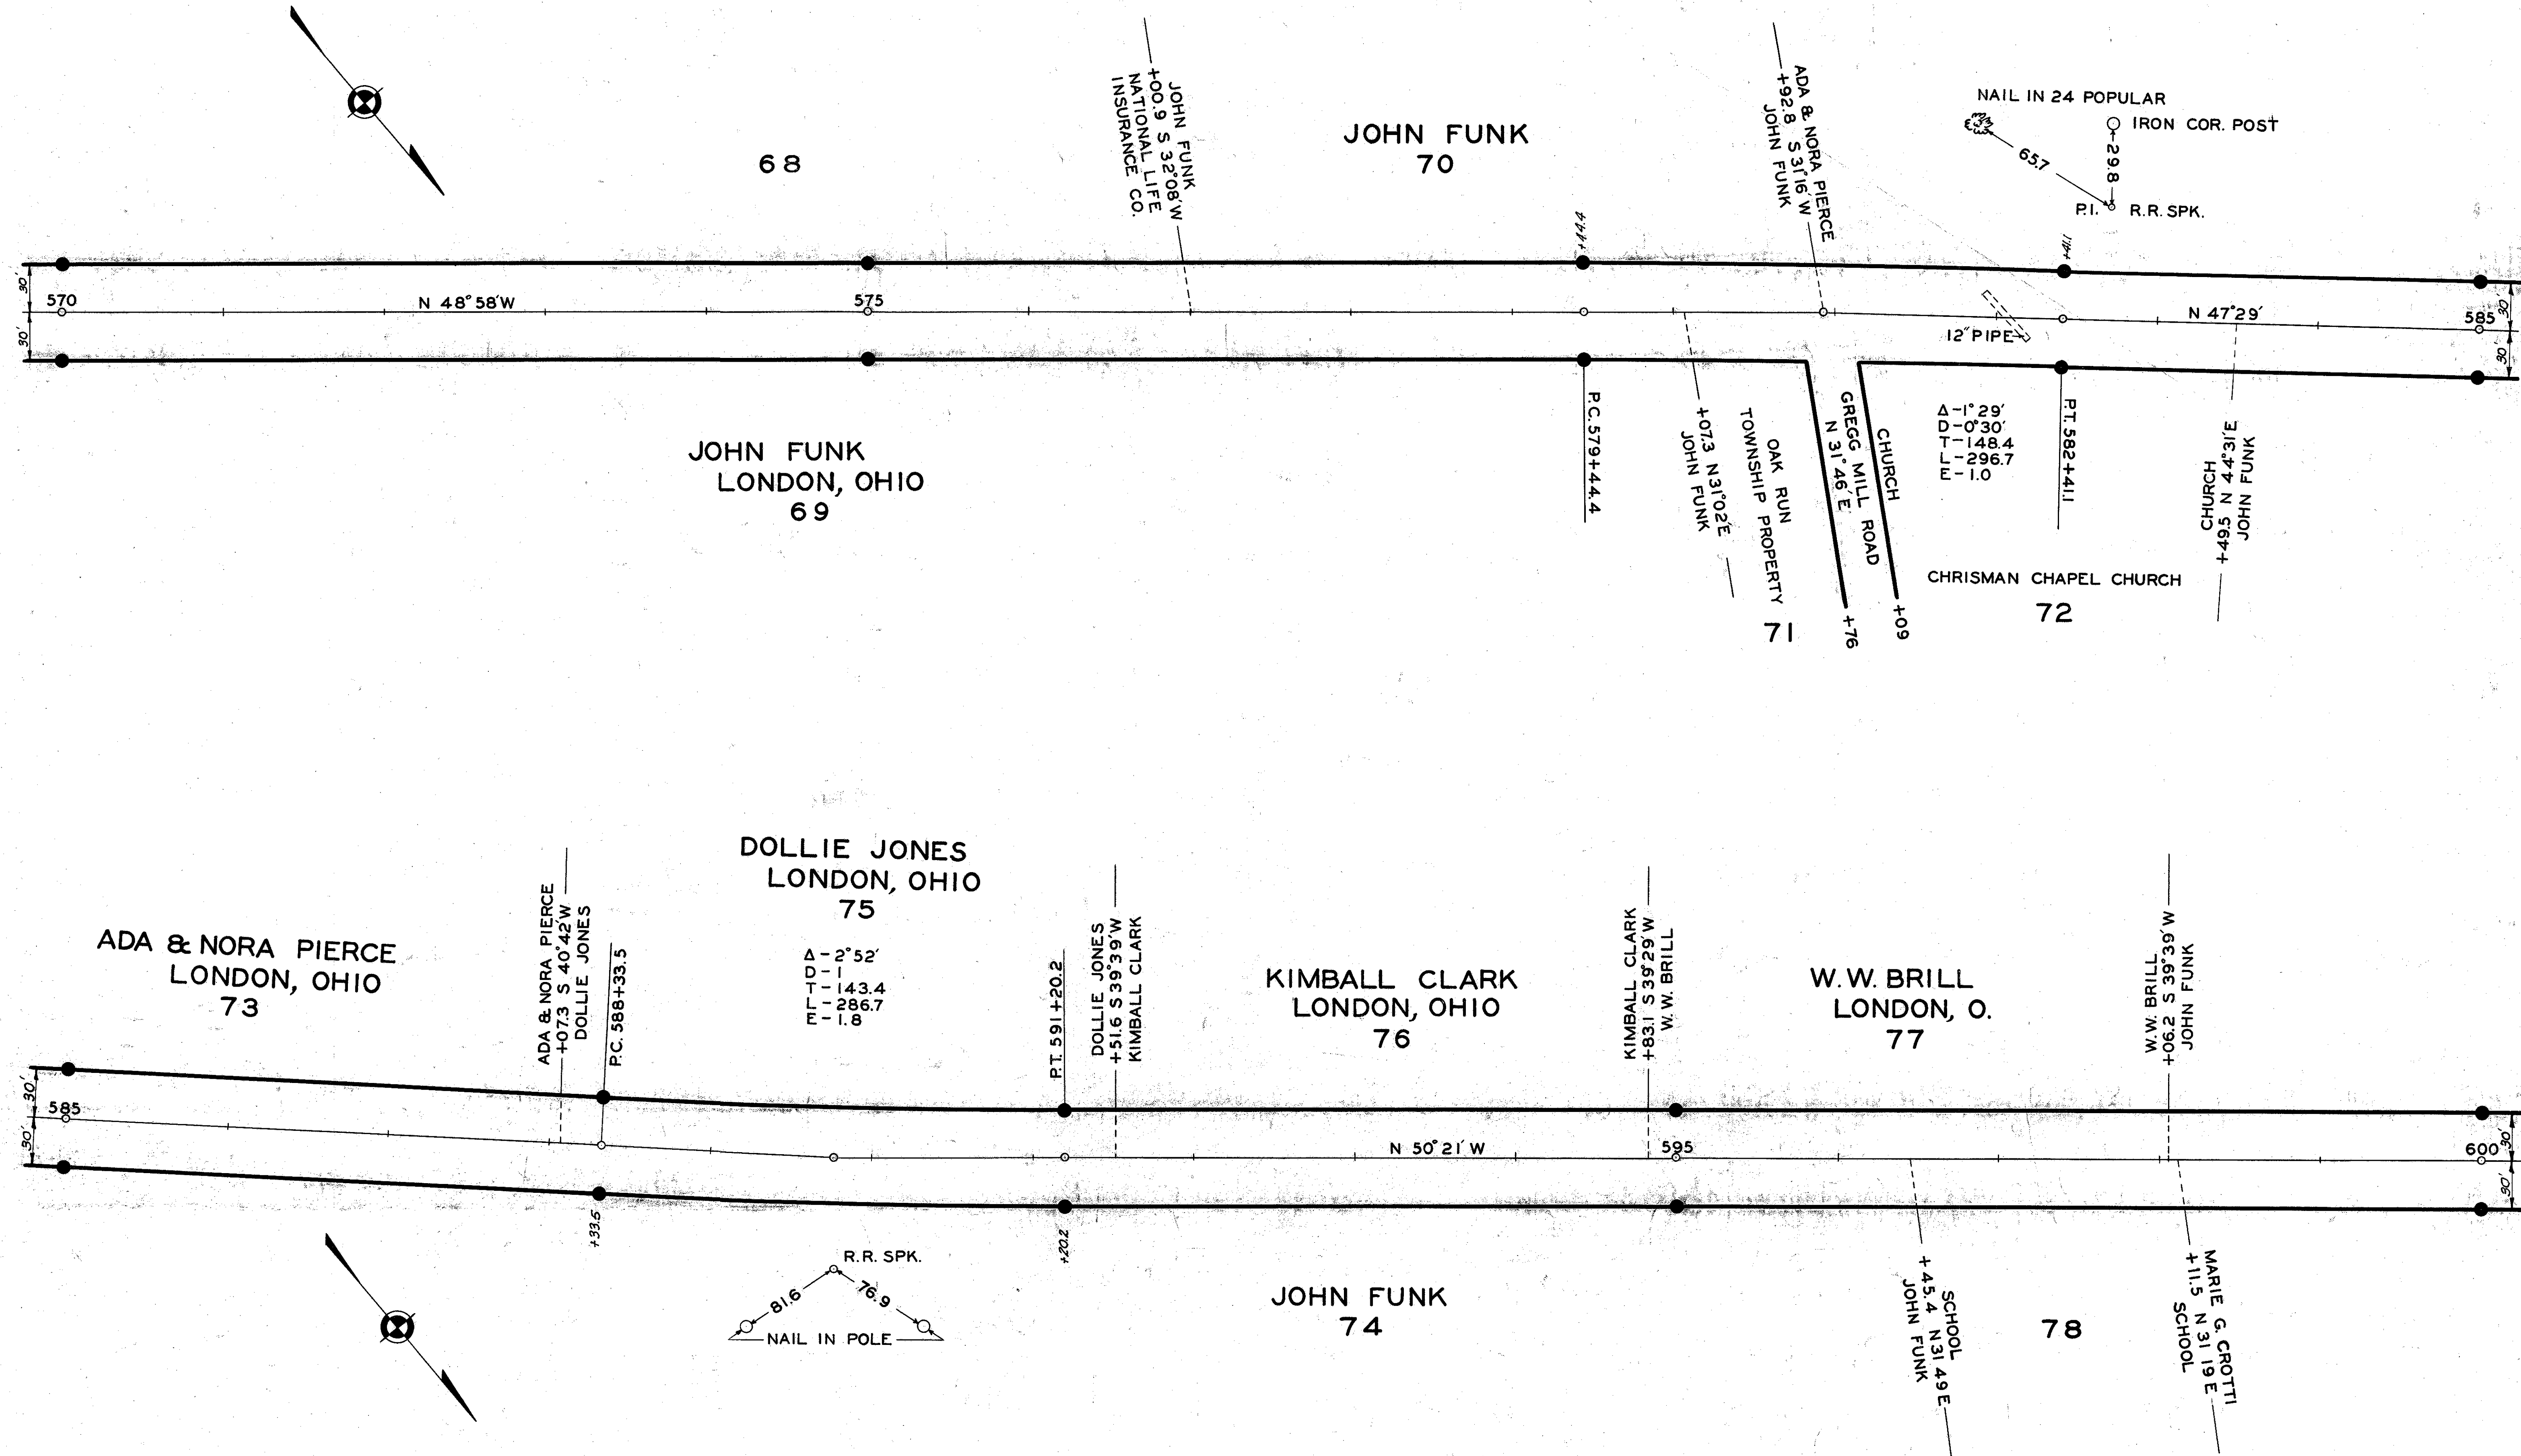 68
JOHN FUNK
+00.9 S 32°08'W
NATIONAL LIFE
INSURANCE CO.
JOHN FUNK
70
+44.4
ADA & NORA PIERCE
+92.8 S 31°16'W
JOHN FUNK
NAIL IN 24 POPULAR
IRON COR. POST
65.7
29.8
P.I.
R.R. SPK.
+41.1
30'
30'
570
N 48°58'W
575
N 47°29'
585
30'
30'
12" PIPE
JOHN FUNK
LONDON, OHIO
69
P.C. 579+44.4
+07.3 N31°02'E
JOHN FUNK
OAK RUN
TOWNSHIP PROPERTY
71
CHURCH
GREGG MILL ROAD
N 31°46' E
+76
+09
Δ-1°29'
D-0°30'
T-148.4
L-296.7
E-1.0
P.T. 582+41.1
CHRISMAN CHAPEL CHURCH
72
CHURCH
+49.5 N 44°31'E
JOHN FUNK
ADA & NORA PIERCE
LONDON, OHIO
73
ADA & NORA PIERCE
+07.3 S 40°42'W
DOLLIE JONES
P.C. 588+33.5
DOLLIE JONES
LONDON, OHIO
75
Δ-2°52'
D-1
T-143.4
L-286.7
E-1.8
P.T. 591+20.2
DOLLIE JONES
+51.6 S 39°39'W
KIMBALL CLARK
KIMBALL CLARK
LONDON, OHIO
76
KIMBALL CLARK
+83.1 S 39°29'W
W.W. BRILL
W.W. BRILL
LONDON, O.
77
W.W. BRILL
+06.2 S 39°39'W
JOHN FUNK
30'
30'
585
N 50°21' W
595
600
30'
30'
+33.5
+20.2
R.R. SPK.
81.6
76.9
NAIL IN POLE
JOHN FUNK
74
SCHOOL
+45.4 N31 49E
JOHN FUNK
78
MARIE G. CROTTI
+11.5 N 31 19 E
SCHOOL